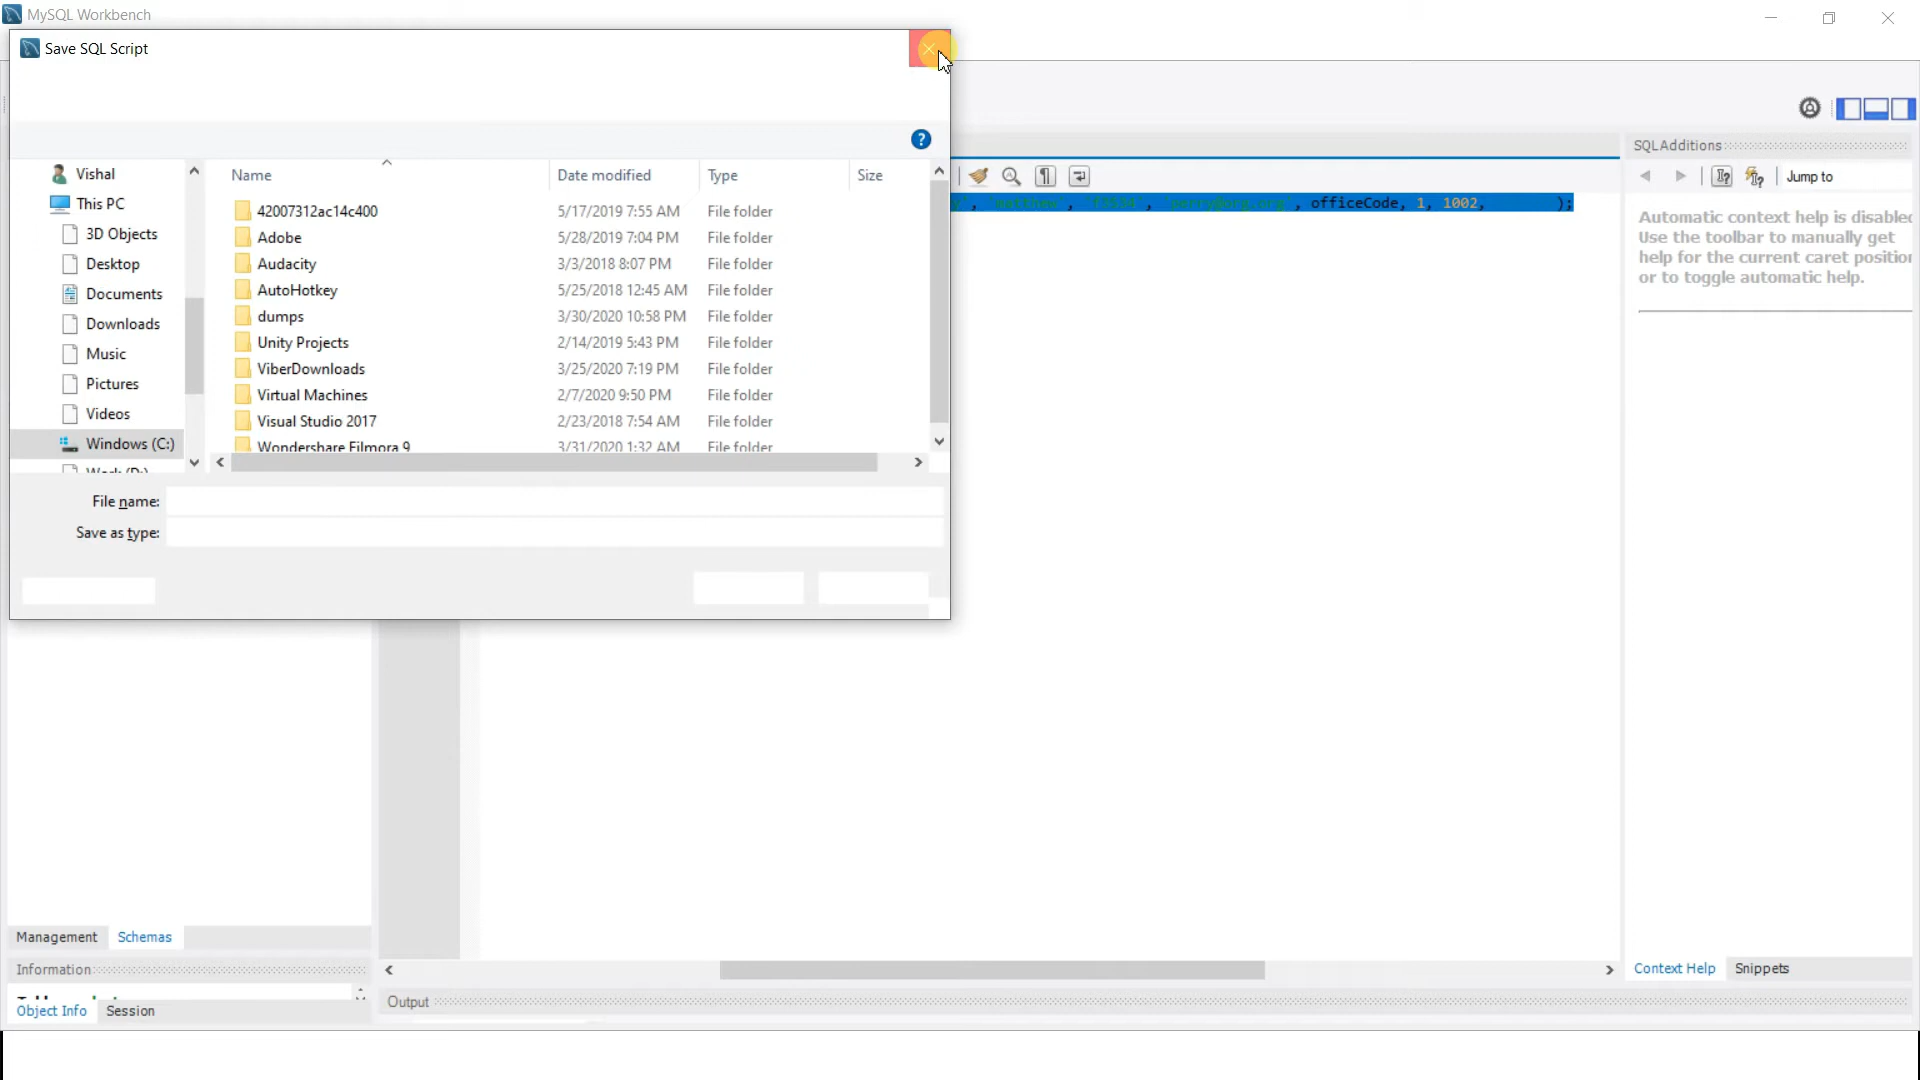 MySQL Workbench
Save SQL Script
SQLAdditions
Jump to
Automatic context help is disabled
Use the toolbar to manually get
help for the current caret position
or to toggle automatic help.
'matthew', 'perry@org.org', officeCode, 1, 1002, );
Vishal
This PC
3D Objects
Desktop
Documents
Downloads
Music
Pictures
Videos
Windows (C:)
Name Date modified Type Size
42007312ac14c400 5/17/2019 7:55 AM File folder
Adobe 5/28/2019 7:04 PM File folder
Audacity 3/3/2018 8:07 PM File folder
AutoHotkey 5/25/2018 12:45 AM File folder
dumps 3/30/2020 10:58 PM File folder
Unity Projects 2/14/2019 5:43 PM File folder
ViberDownloads 3/25/2020 7:19 PM File folder
Virtual Machines 2/7/2020 9:50 PM File folder
Visual Studio 2017 2/23/2018 7:54 AM File folder
Wondershare Filmora 9 3/31/2020 1:32 AM File folder
File name:
Save as type:
Management Schemas
Information
Object Info Session
Output
Context Help Snippets